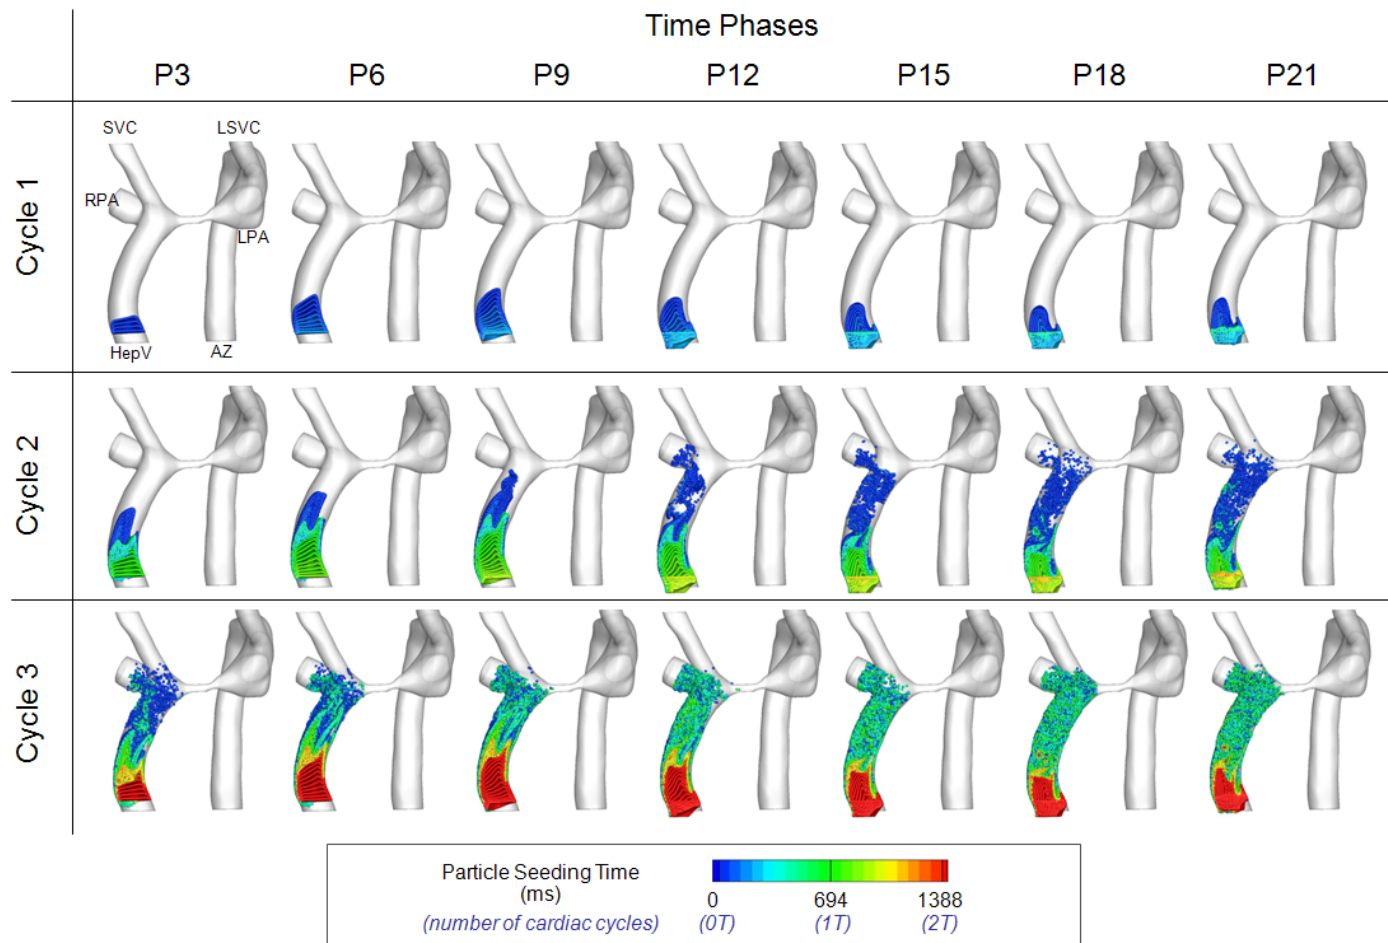 Time Phases
P3 P6 P9 P12 P15 P18 P21
Cycle 1
SVC LSVC
RPA
LPA
HepV AZ
Cycle 2
Cycle 3
Particle Seeding Time
(ms)
(number of cardiac cycles)
0 694 1388
(0T) (1T) (2T)